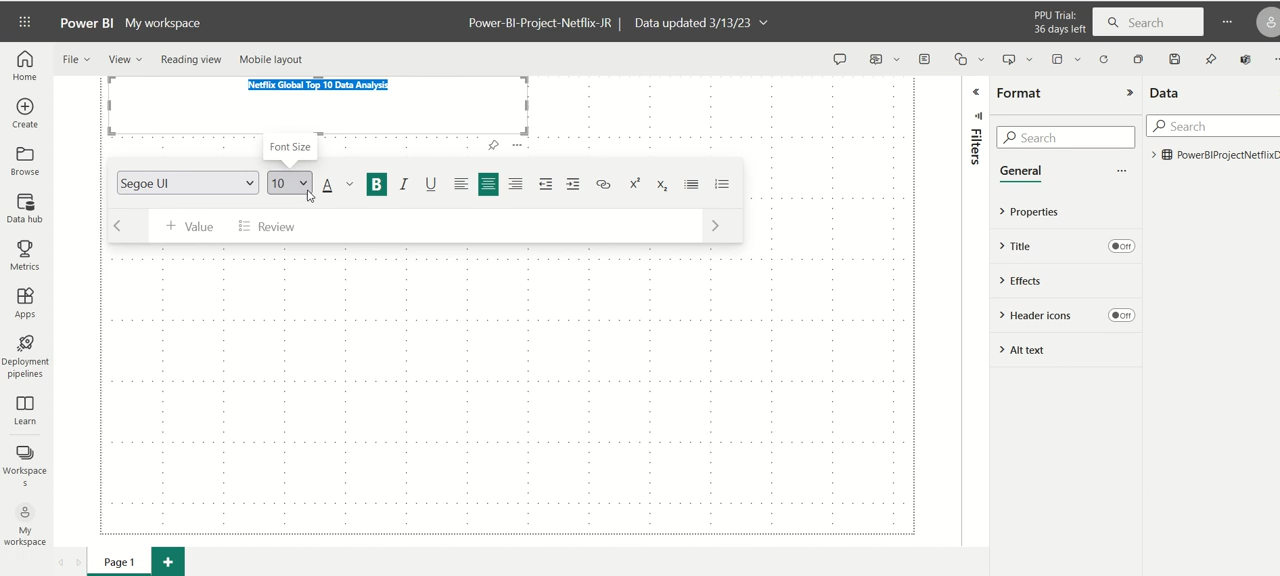 Power BI My workspace
Power-BI-Project-Netflix-JR | Data updated 3/13/23
PPU Trial:
36 days left
Search
File View Reading view Mobile layout
Home
Create
Browse
Data hub
Metrics
Apps
Deployment
pipelines
Learn
Workspace
s
My
workspace
Netflix Global Top 10 Data Analysis
Font Size
Segoe UI 10 A B I U x² x₂
+ Value Review
Filters
Format
Search
General
Properties
Title Off
Effects
Header icons Off
Alt text
Data
Search
PowerBIProjectNetflixD
Page 1 +